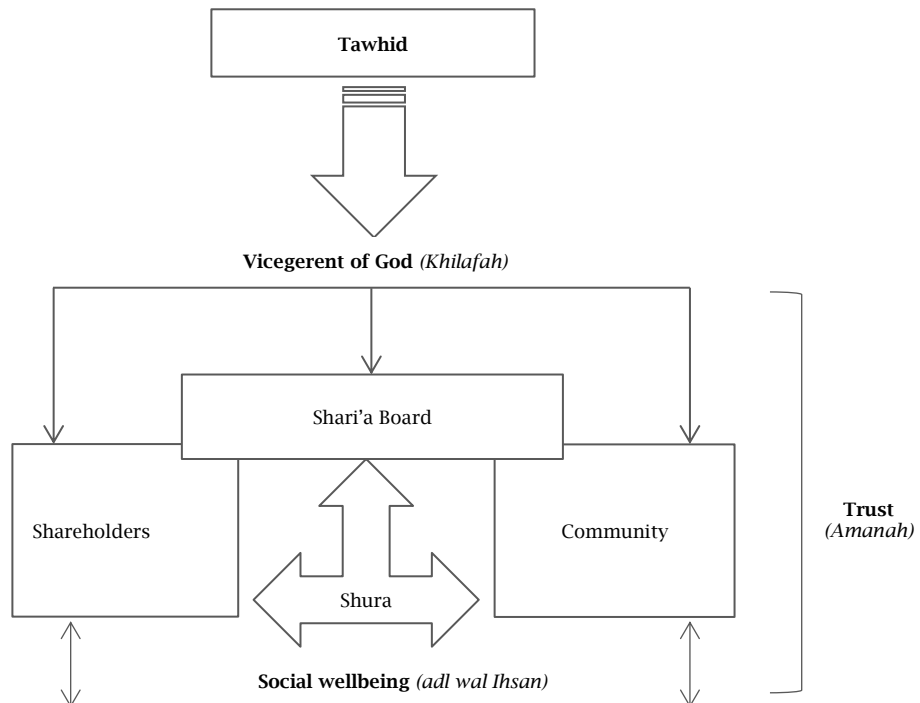 Tawhid
Vicegerent of God (Khilafah)
Shari'a Board
Shareholders
Community
Trust
(Amanah)
Shura
Social wellbeing (adl wal Ihsan)